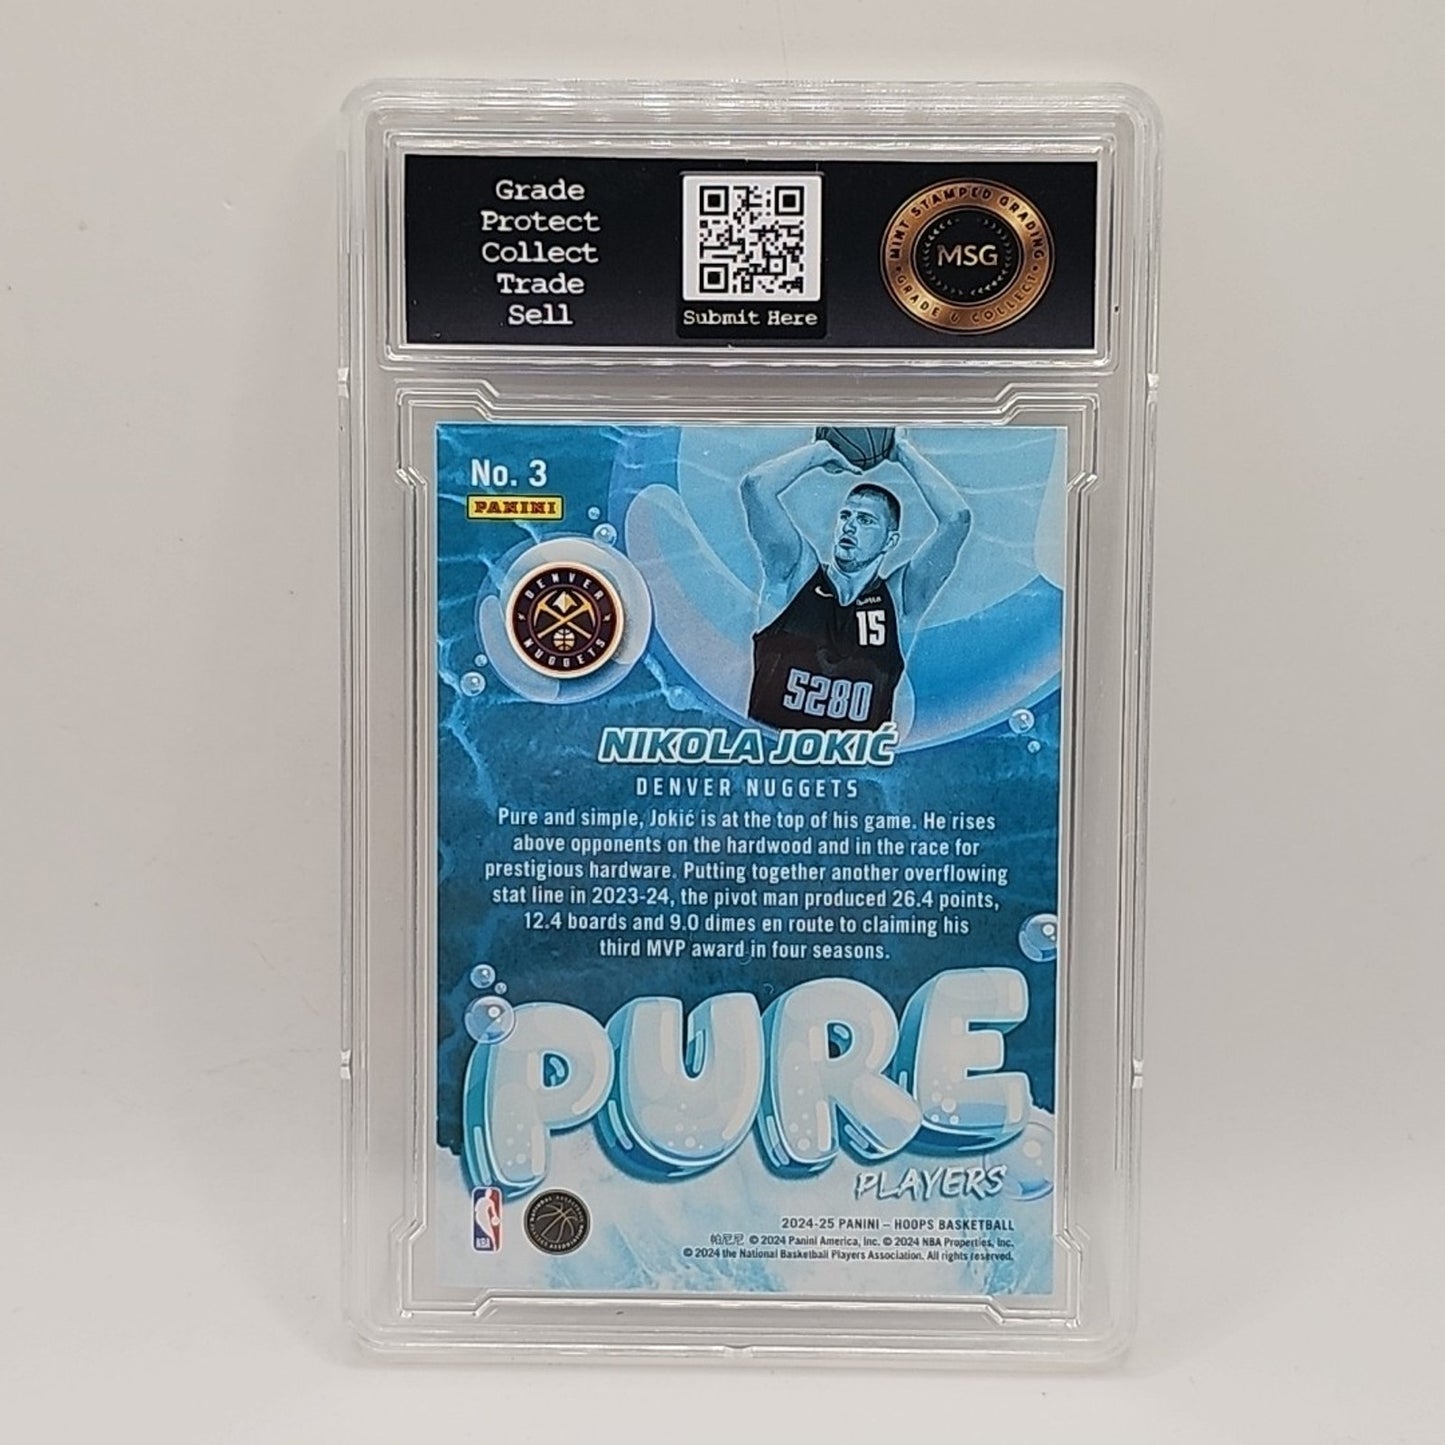 Grade
Protect
Collect
Trade
Sell
Submit Here
MINT STAMPED GRADING
MSG
GRADE & COLLECT
No. 3
PANINI
DENVER
NUGGETS
15
5280
NIKOLA JOKIĆ
DENVER NUGGETS
Pure and simple, Jokić is at the top of his game. He rises
above opponents on the hardwood and in the race for
prestigious hardware. Putting together another overflowing
stat line in 2023-24, the pivot man produced 26.4 points,
12.4 boards and 9.0 dimes en route to claiming his
third MVP award in four seasons.
PURE
PLAYERS
NBA
2024-25 PANINI – HOOPS BASKETBALL
帕尼尼 © 2024 Panini America, Inc. © 2024 NBA Properties, Inc.
© 2024 the National Basketball Players Association. All rights reserved.